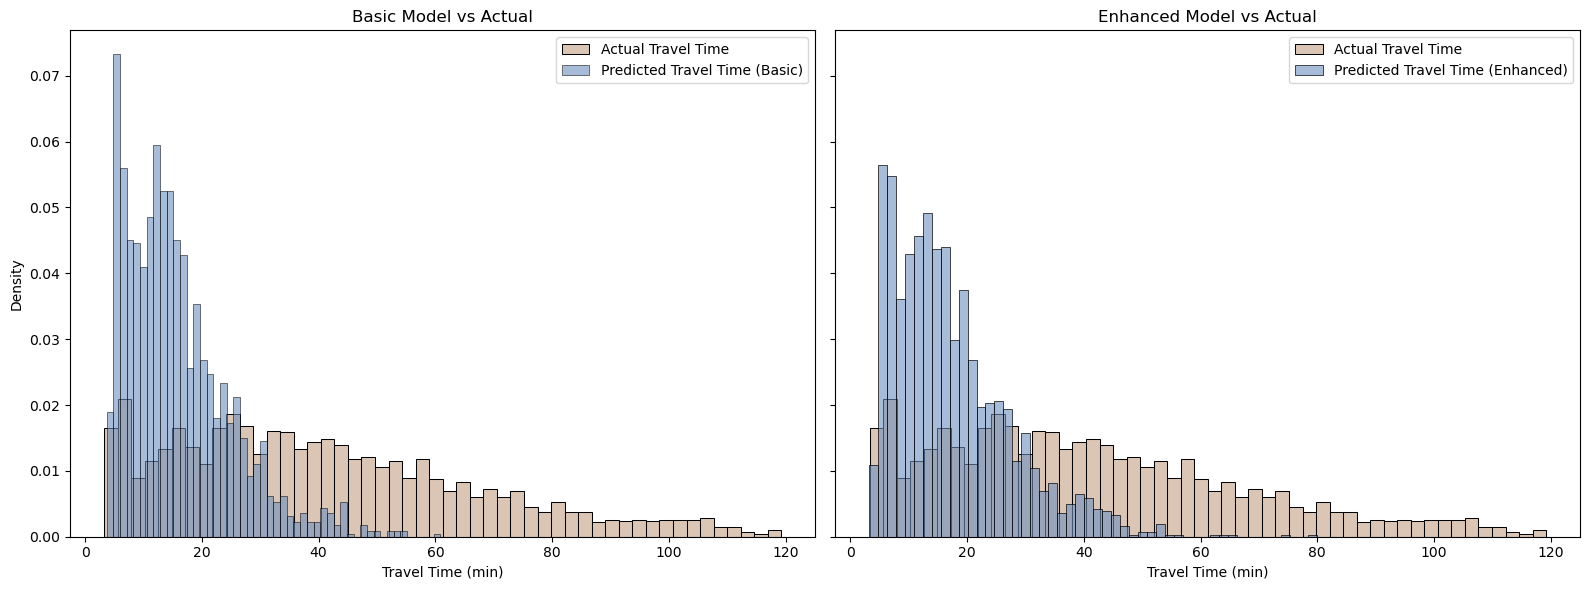 Basic Model vs Actual
Actual Travel Time
Predicted Travel Time (Basic)
Density
0.07
0.06
0.05
0.04
0.03
0.02
0.01
0.00
0 20 40 60 80 100 120
Travel Time (min)
Enhanced Model vs Actual
Actual Travel Time
Predicted Travel Time (Enhanced)
0 20 40 60 80 100 120
Travel Time (min)